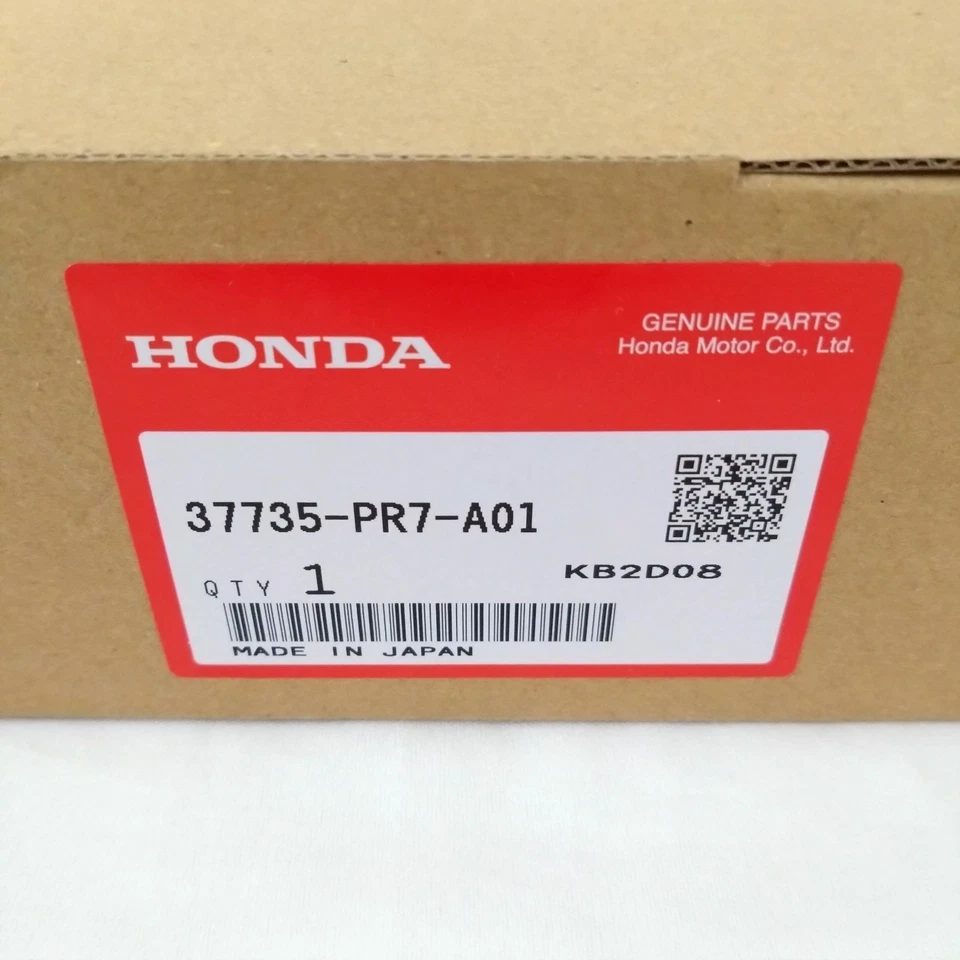 HONDA
GENUINE PARTS
Honda Motor Co., Ltd.
37735-PR7-A01
QTY 1
KB2D08
MADE IN JAPAN